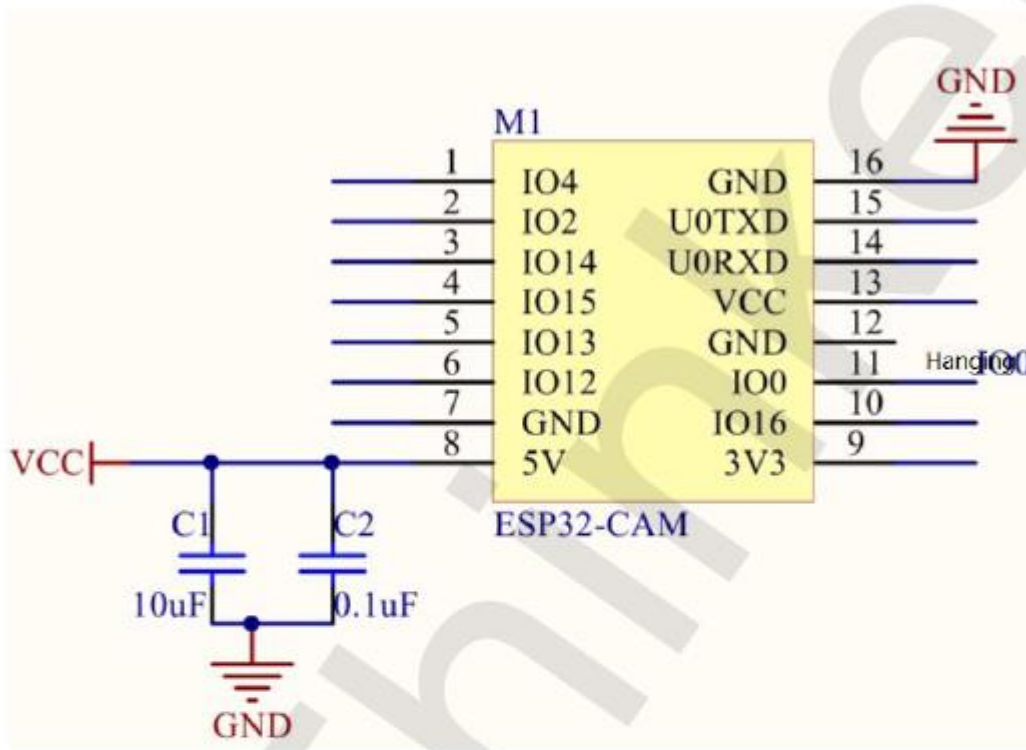 GND
M1
1 IO4 GND 16
2 IO2 U0TXD 15
3 IO14 U0RXD 14
4 IO15 VCC 13
5 IO13 GND 12
6 IO12 IO0 11 Hanging IO0
7 GND IO16 10
VCC 8 5V 3V3 9
C1 C2
ESP32-CAM
10uF 0.1uF
GND